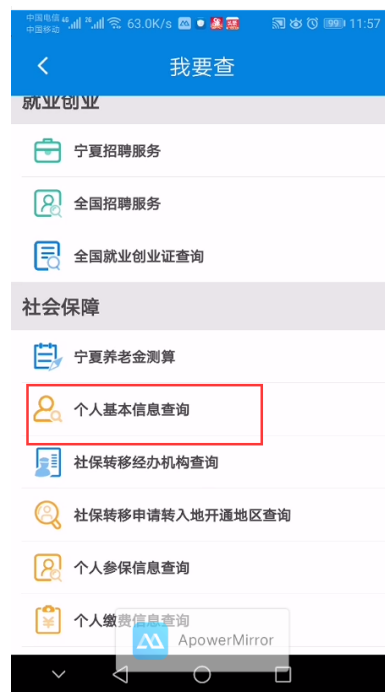 中国电信 46 2G 63.0K/s 99 11:57
中国移动
我要查
就业创业
宁夏招聘服务
全国招聘服务
全国就业创业证查询
社会保障
宁夏养老金测算
个人基本信息查询
社保转移经办机构查询
社保转移申请转入地开通地区查询
个人参保信息查询
个人缴费信息查询
ApowerMirror